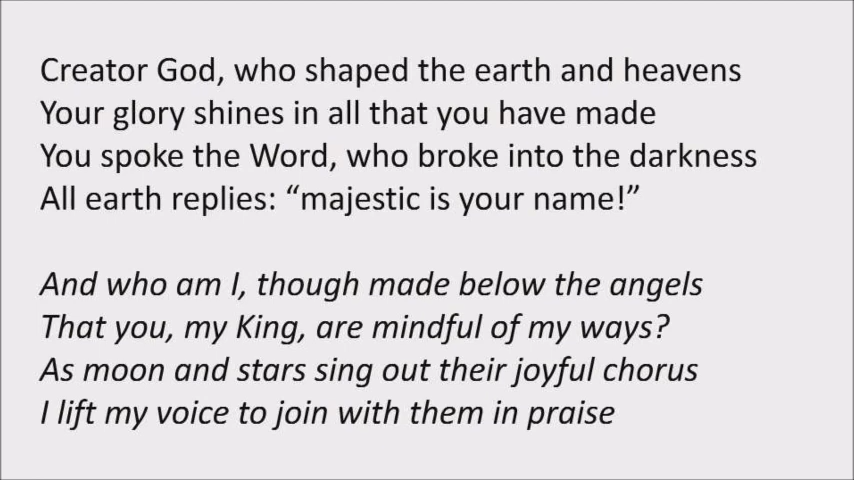 Creator God, who shaped the earth and heavens
Your glory shines in all that you have made
You spoke the Word, who broke into the darkness
All earth replies: “majestic is your name!”
And who am I, though made below the angels
That you, my King, are mindful of my ways?
As moon and stars sing out their joyful chorus
I lift my voice to join with them in praise